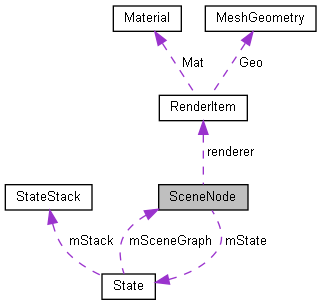 Material
MeshGeometry
Mat
Geo
RenderItem
renderer
StateStack
SceneNode
mStack
mSceneGraph
mState
State